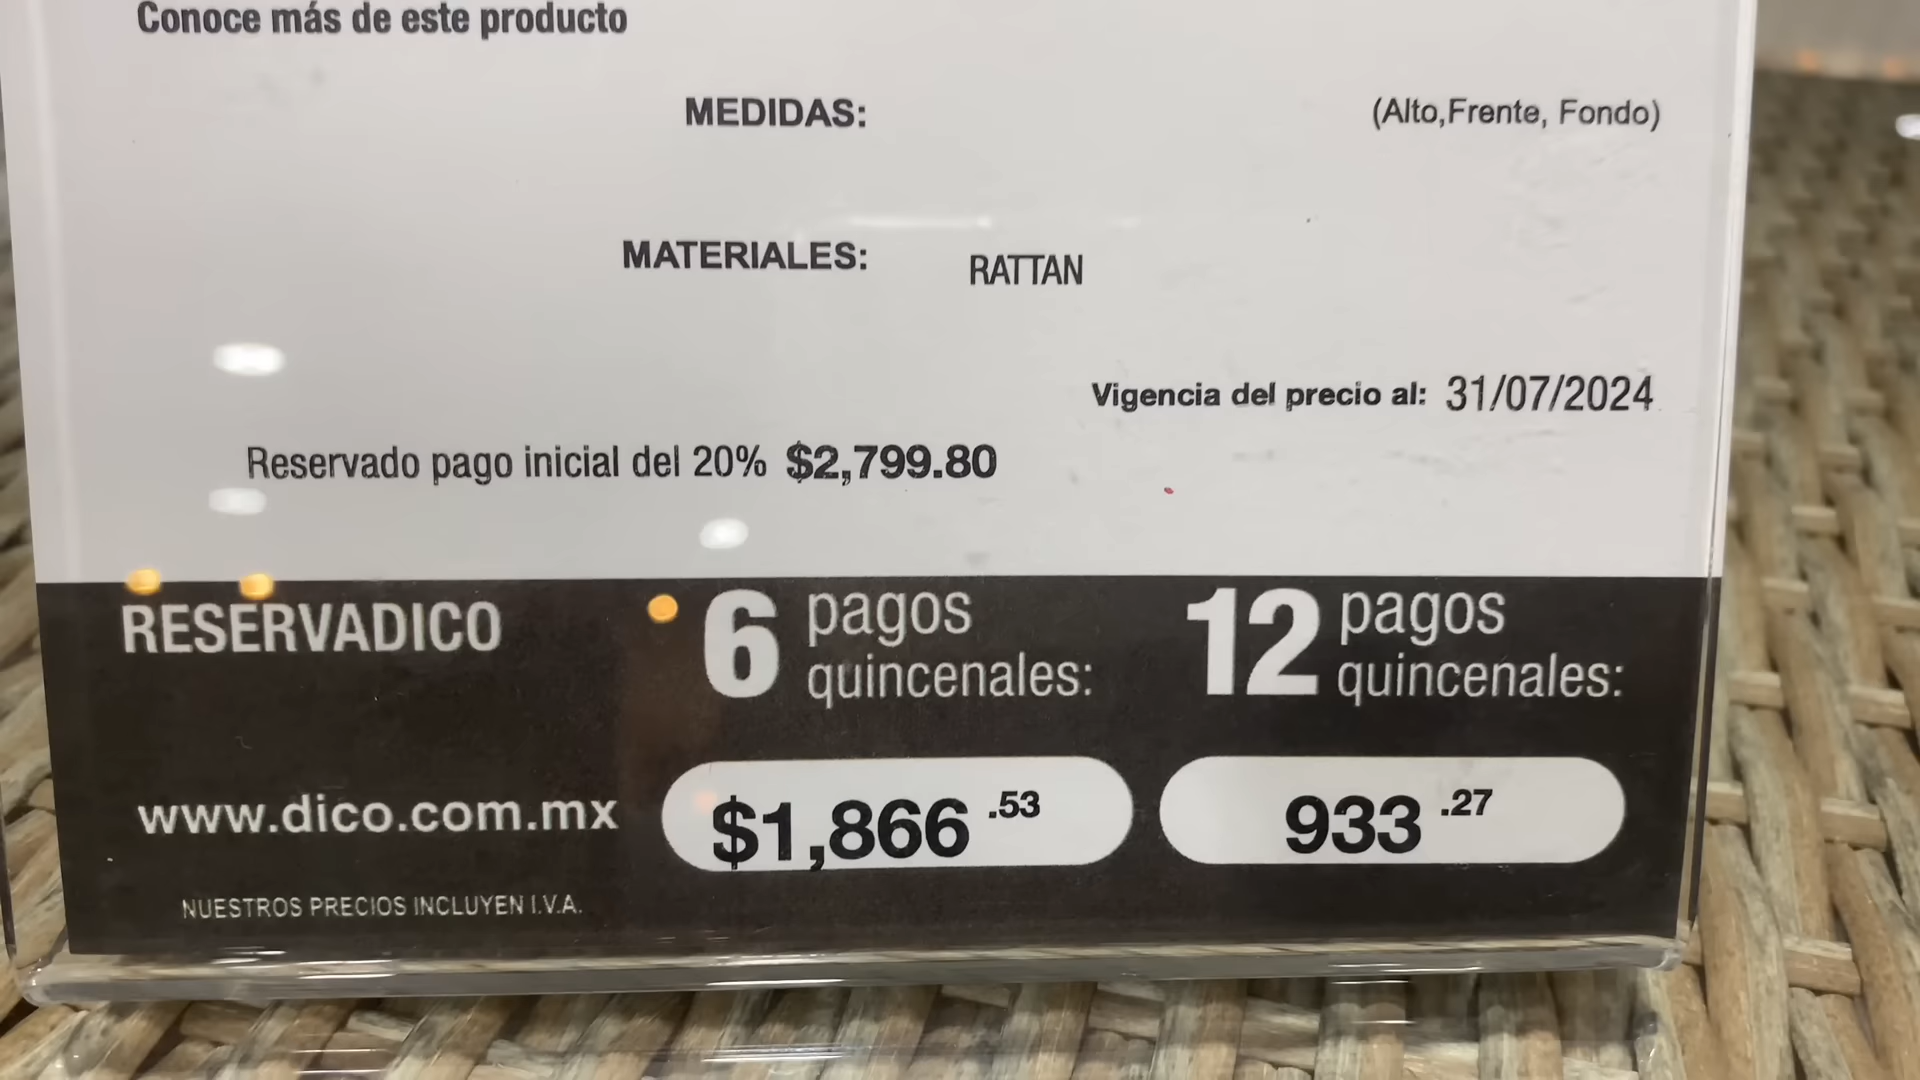 Conoce más de este producto
MEDIDAS: (Alto,Frente, Fondo)
MATERIALES: RATTAN
Vigencia del precio al: 31/07/2024
Reservado pago inicial del 20% $2,799.80
RESERVADICO
6 pagos quincenales:
12 pagos quincenales:
www.dico.com.mx
$1,866 .53
933 .27
NUESTROS PRECIOS INCLUYEN I.V.A.